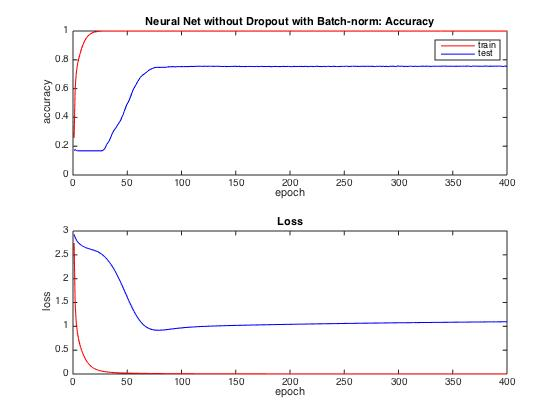 Neural Net without Dropout with Batch-norm: Accuracy
1
0.8
0.6
0.4
0.2
0
accuracy
train
test
0 50 100 150 200 250 300 350 400
epoch
Loss
3
2.5
2
1.5
1
0.5
0
loss
0 50 100 150 200 250 300 350 400
epoch